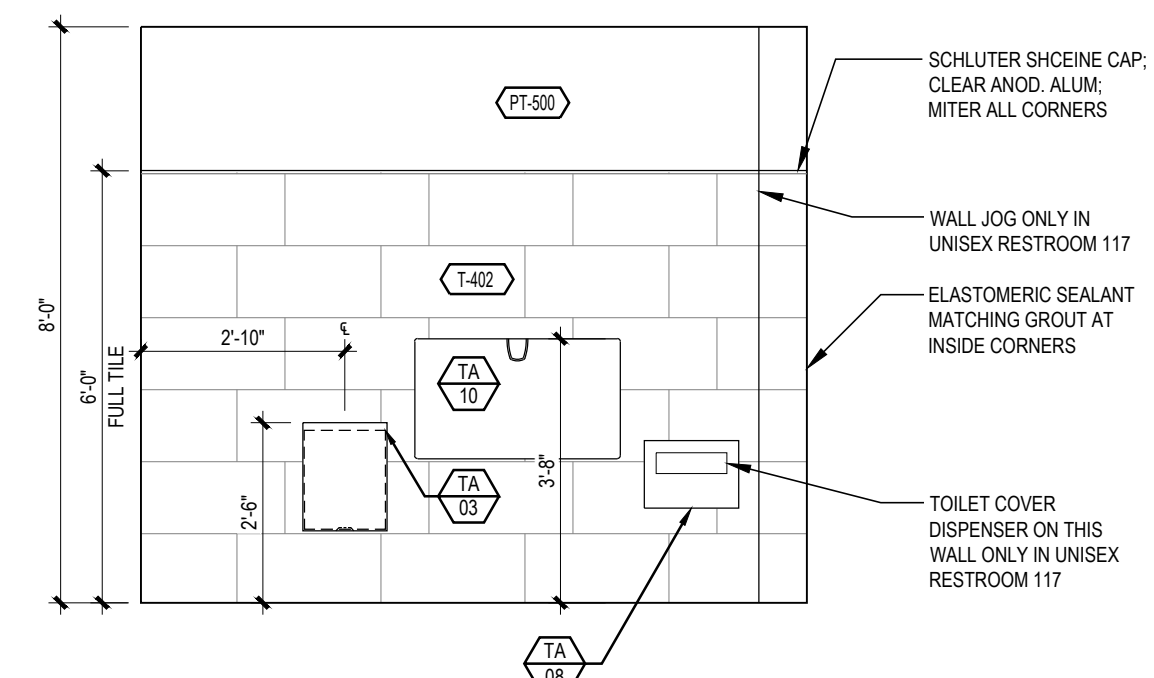 SCHLUTER SHCEINE CAP;
CLEAR ANOD. ALUM;
MITER ALL CORNERS
PT-500
WALL JOG ONLY IN
UNISEX RESTROOM 117
T-402
ELASTOMERIC SEALANT
MATCHING GROUT AT
INSIDE CORNERS
8'-0"
6'-0"
FULL TILE
2'-10"
℄
TA
10
2'-6"
TA
03
3'-8"
TOILET COVER
DISPENSER ON THIS
WALL ONLY IN UNISEX
RESTROOM 117
TA
08